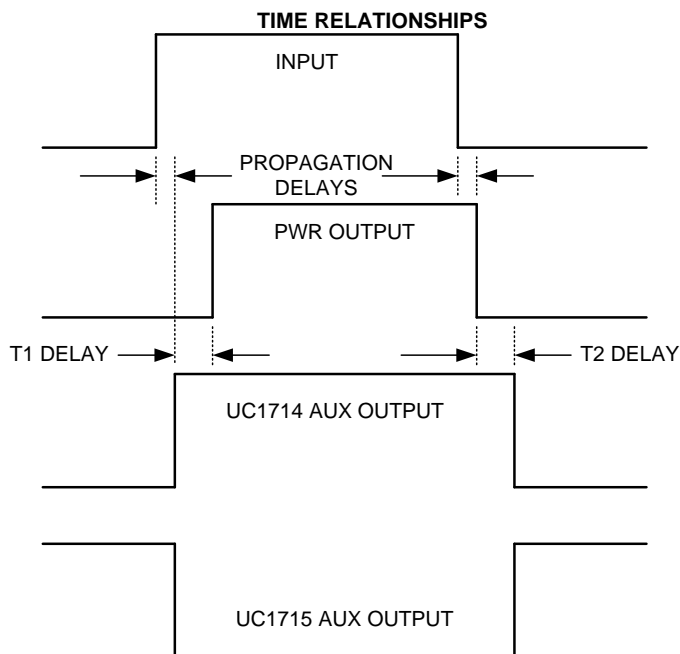 TIME RELATIONSHIPS
INPUT
PROPAGATION
DELAYS
PWR OUTPUT
T1 DELAY
T2 DELAY
UC1714 AUX OUTPUT
UC1715 AUX OUTPUT